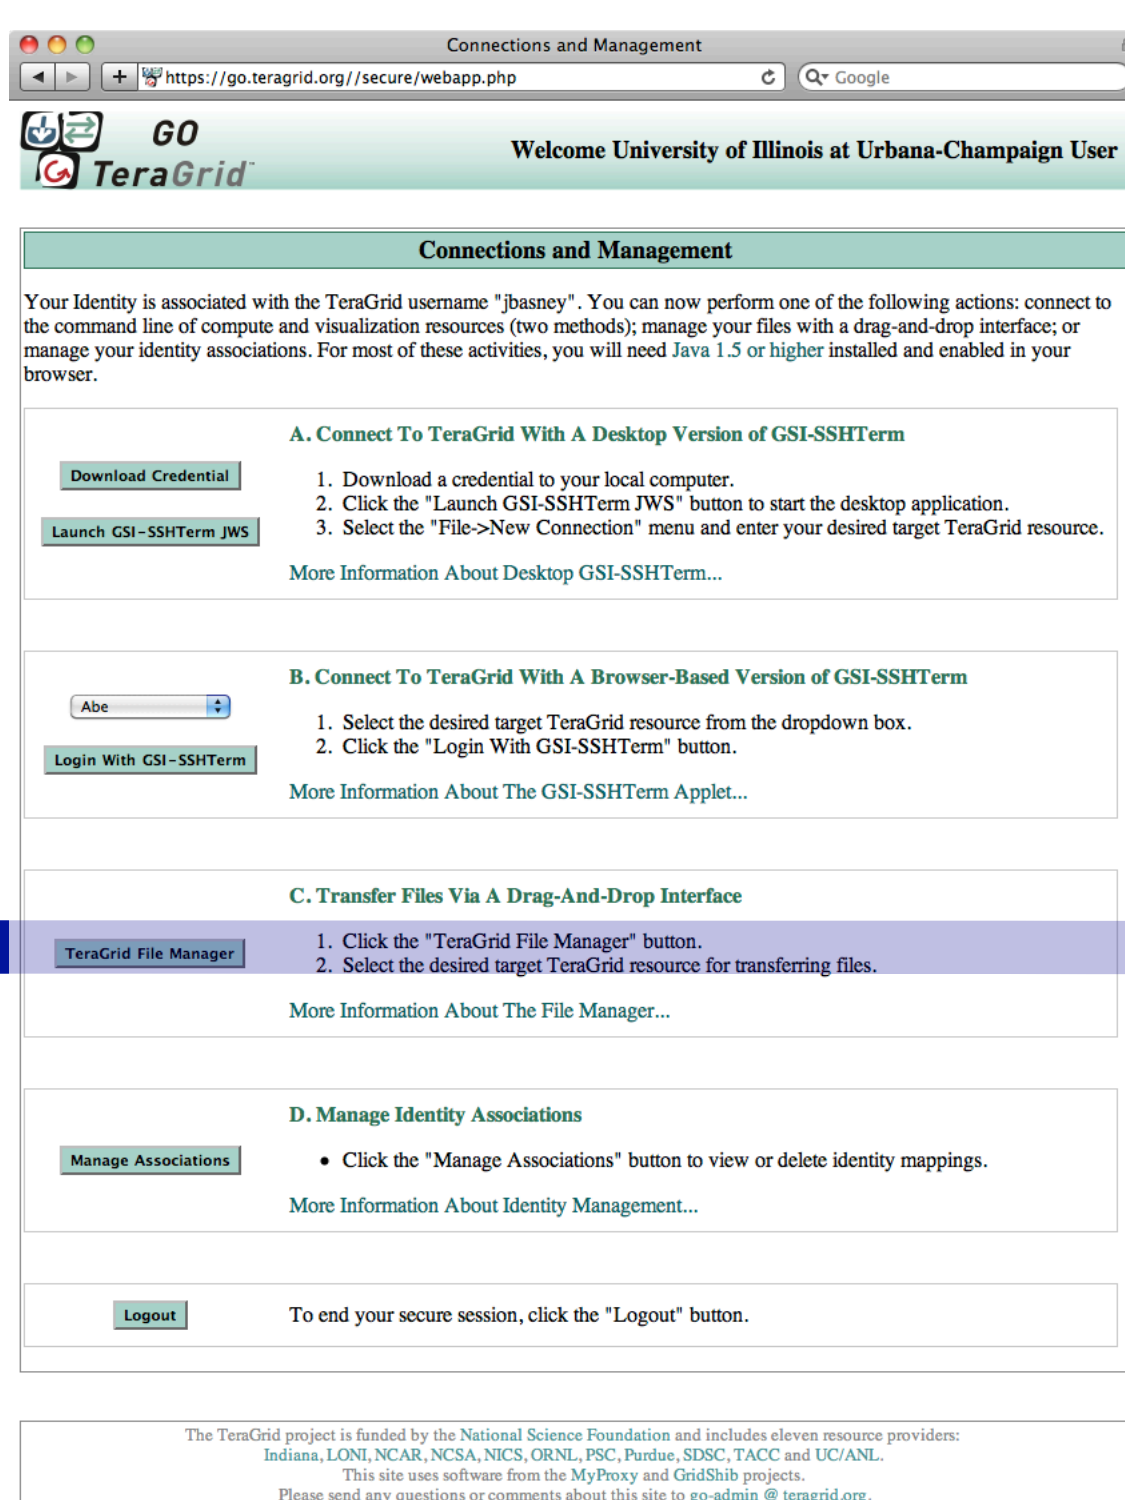 Connections and Management
https://go.teragrid.org//secure/webapp.php
Google
GO
TeraGrid
Welcome University of Illinois at Urbana-Champaign User
Connections and Management
Your Identity is associated with the TeraGrid username "jbasney". You can now perform one of the following actions: connect to
the command line of compute and visualization resources (two methods); manage your files with a drag-and-drop interface; or
manage your identity associations. For most of these activities, you will need Java 1.5 or higher installed and enabled in your
browser.
A. Connect To TeraGrid With A Desktop Version of GSI-SSHTerm
Download Credential
1. Download a credential to your local computer.
2. Click the "Launch GSI-SSHTerm JWS" button to start the desktop application.
Launch GSI-SSHTerm JWS
3. Select the "File->New Connection" menu and enter your desired target TeraGrid resource.
More Information About Desktop GSI-SSHTerm...
B. Connect To TeraGrid With A Browser-Based Version of GSI-SSHTerm
Abe
1. Select the desired target TeraGrid resource from the dropdown box.
2. Click the "Login With GSI-SSHTerm" button.
Login With GSI-SSHTerm
More Information About The GSI-SSHTerm Applet...
C. Transfer Files Via A Drag-And-Drop Interface
TeraGrid File Manager
1. Click the "TeraGrid File Manager" button.
2. Select the desired target TeraGrid resource for transferring files.
More Information About The File Manager...
D. Manage Identity Associations
Manage Associations
• Click the "Manage Associations" button to view or delete identity mappings.
More Information About Identity Management...
Logout
To end your secure session, click the "Logout" button.
The TeraGrid project is funded by the National Science Foundation and includes eleven resource providers:
Indiana, LONI, NCAR, NCSA, NICS, ORNL, PSC, Purdue, SDSC, TACC and UC/ANL.
This site uses software from the MyProxy and GridShib projects.
Please send any questions or comments about this site to go-admin @ teragrid.org.